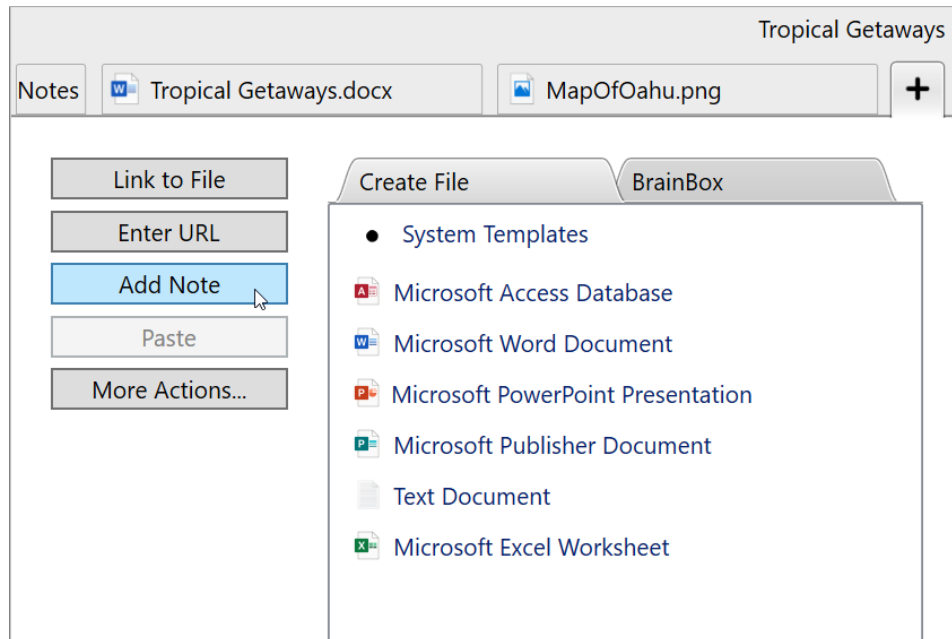 Tropical Getaways
Notes
Tropical Getaways.docx
MapOfOahu.png
Link to File
Enter URL
Add Note
Paste
More Actions...
Create File
BrainBox
System Templates
Microsoft Access Database
Microsoft Word Document
Microsoft PowerPoint Presentation
Microsoft Publisher Document
Text Document
Microsoft Excel Worksheet